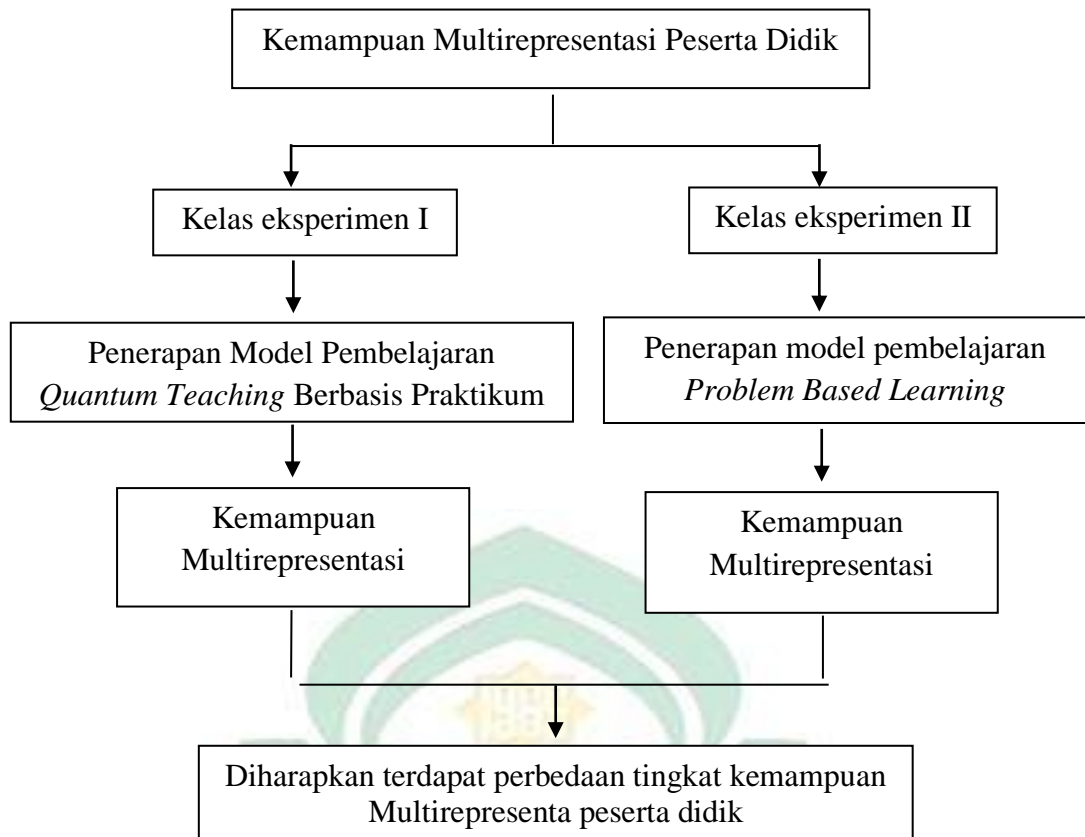 Kemampuan Multirepresentasi Peserta Didik
Kelas eksperimen I
Kelas eksperimen II
Penerapan Model Pembelajaran
Quantum Teaching Berbasis Praktikum
Penerapan model pembelajaran
Problem Based Learning
Kemampuan
Multirepresentasi
Kemampuan
Multirepresentasi
Diharapkan terdapat perbedaan tingkat kemampuan
Multirepresenta peserta didik